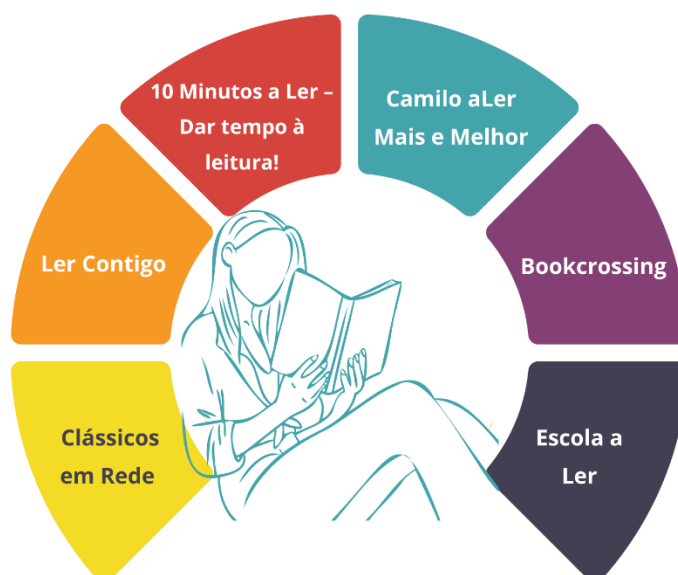 10 Minutos a Ler –
Dar tempo à
leitura!
Camilo aLer
Mais e Melhor
Ler Contigo
Bookcrossing
Clássicos
em Rede
Escola a
Ler